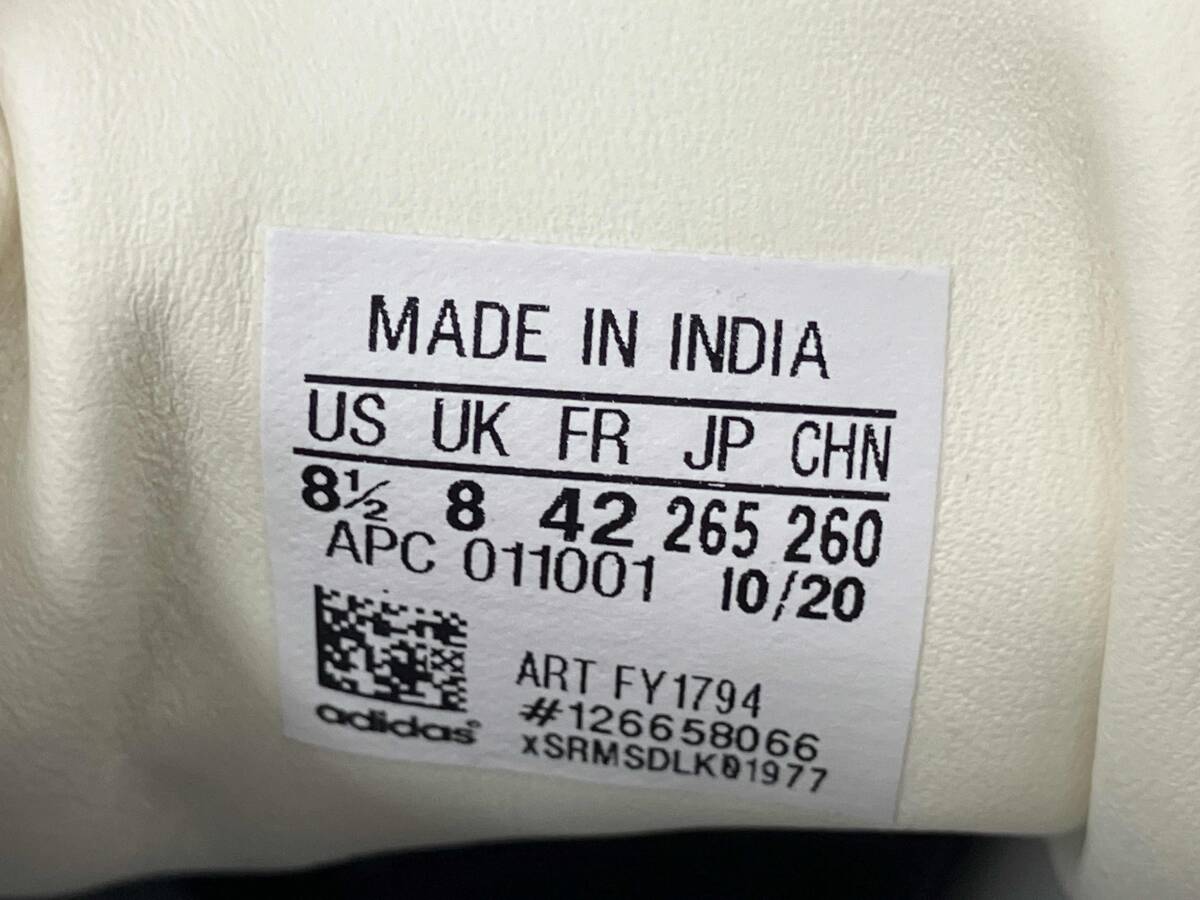 MADE IN INDIA
US UK FR JP CHN
8½ 8 42 265 260
APC 011001 10/20
ART FY1794
#126658066
xSRMSDLK01977
adidas